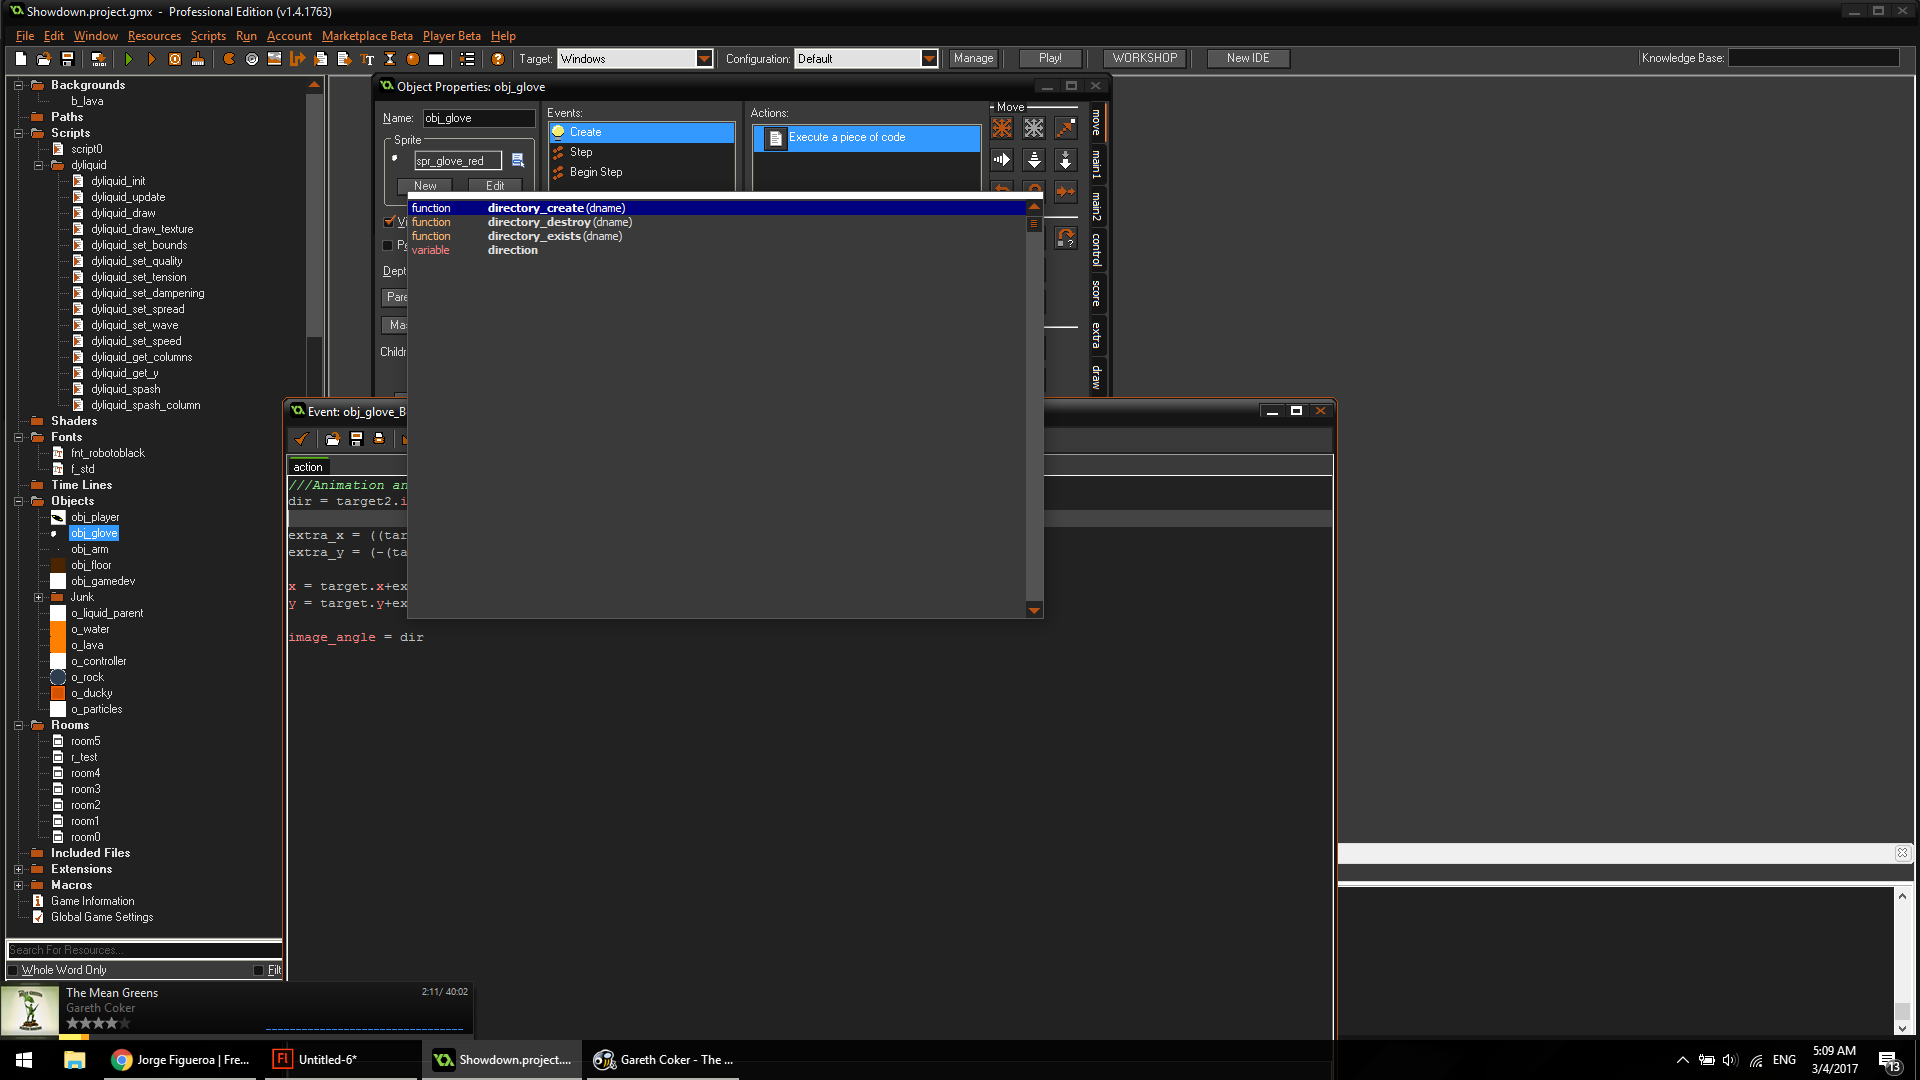 Showdown.project.gmx  -  Professional Edition (v1.4.1763)
File Edit Window Resources Scripts Run Account Marketplace Beta Player Beta Help
Target: Windows Configuration: Default Manage Play! WORKSHOP New IDE Knowledge Base:
Backgrounds
b_lava
Paths
Scripts
script0
dyliquid
dyliquid_init
dyliquid_update
dyliquid_draw
dyliquid_draw_texture
dyliquid_set_bounds
dyliquid_set_quality
dyliquid_set_tension
dyliquid_set_dampening
dyliquid_set_spread
dyliquid_set_wave
dyliquid_set_speed
dyliquid_get_columns
dyliquid_get_y
dyliquid_spash
dyliquid_spash_column
Shaders
Fonts
fnt_robotoblack
f_std
Time Lines
Objects
obj_player
obj_glove
obj_arm
obj_floor
obj_gamedev
Junk
o_liquid_parent
o_water
o_lava
o_controller
o_rock
o_ducky
o_particles
Rooms
room5
r_test
room4
room3
room2
room1
room0
Included Files
Extensions
Macros
Game Information
Global Game Settings
Search For Resources...
Whole Word Only Filt
Object Properties: obj_glove
Name: obj_glove
Sprite
spr_glove_red
New Edit
Vi
Dept
Pare
Ma
Childr
Events:
Create
Step
Begin Step
Actions:
Execute a piece of code
Move
move
main1
main2
control
score
extra
draw
function directory_create(dname)
function directory_destroy(dname)
function directory_exists(dname)
variable direction
Event: obj_glove_B
action
///Animation an
dir = target2.i
extra_x = ((tar
extra_y = (-(ta
x = target.x+ex
y = target.y+ex
image_angle = dir
The Mean Greens 2:11/ 40:02
Gareth Coker
Jorge Figueroa | Fre...
Fl Untitled-6*
Showdown.project....
Gareth Coker - The ...
ENG
5:09 AM
3/4/2017
13